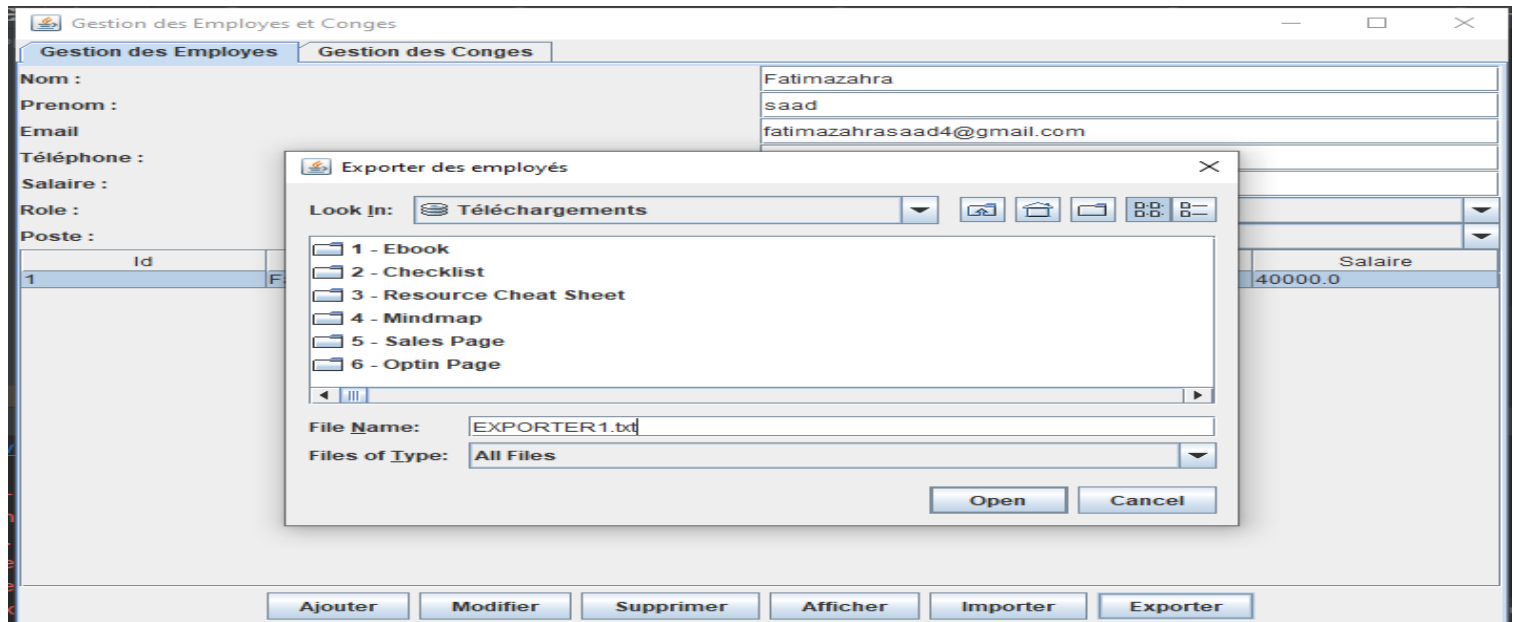 Gestion des Employes et Conges
Gestion des Employes Gestion des Conges
Nom : Fatimazahra
Prenom : saad
Email fatimazahrasaad4@gmail.com
Téléphone :
Salaire :
Role :
Poste :
Id Salaire
1 40000.0
Exporter des employés
Look In: Téléchargements
1 - Ebook
2 - Checklist
3 - Resource Cheat Sheet
4 - Mindmap
5 - Sales Page
6 - Optin Page
File Name: EXPORTER1.txt
Files of Type: All Files
Open Cancel
Ajouter Modifier Supprimer Afficher Importer Exporter